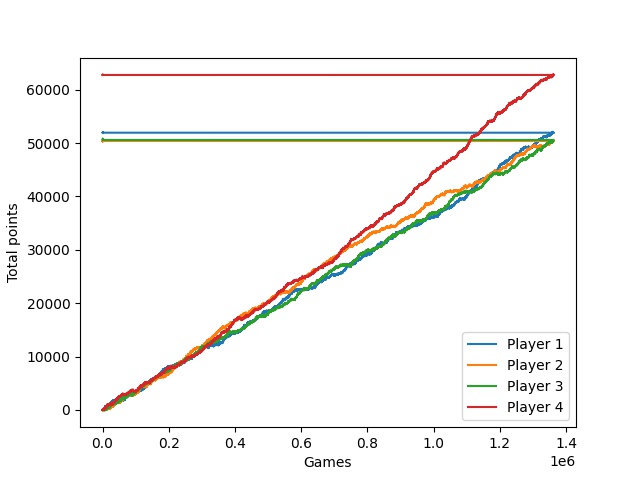 60000
50000
40000
30000
20000
10000
0
Total points
0.0 0.2 0.4 0.6 0.8 1.0 1.2 1.4
1e6
Games
Player 1
Player 2
Player 3
Player 4